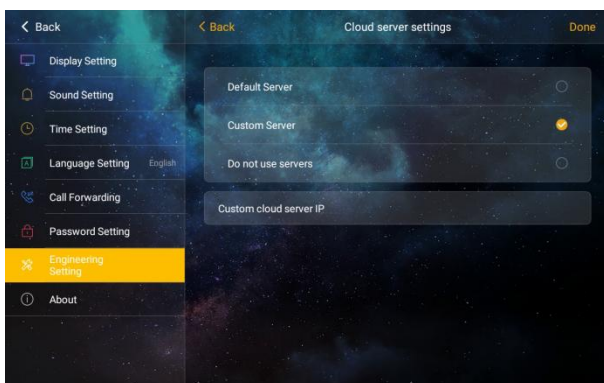 Back
Display Setting
Sound Setting
Time Setting
Language Setting English
Call Forwarding
Password Setting
Engineering
Setting
About
Back Cloud server settings Done
Default Server
Custom Server
Do not use servers
Custom cloud server IP